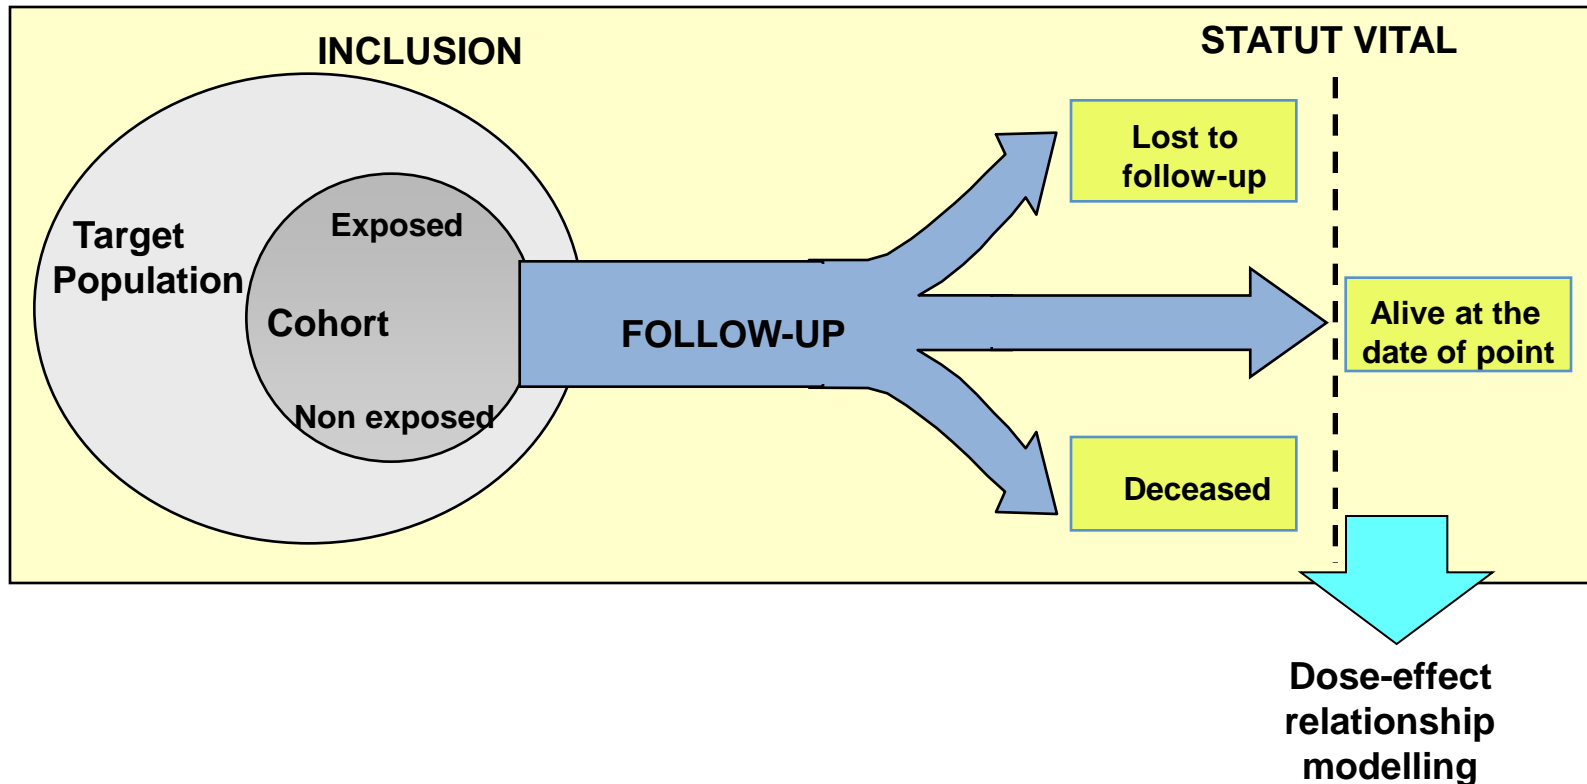 INCLUSION
STATUT VITAL
Target
Population
Exposed
Cohort
Non exposed
FOLLOW-UP
Lost to
follow-up
Alive at the
date of point
Deceased
Dose-effect
relationship
modelling